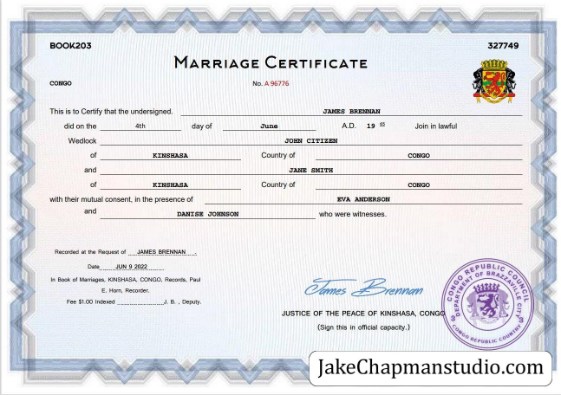 BOOK203 327749
MARRIAGE CERTIFICATE
CONGO No. A 96776
This is to Certify that the undersigned. JAMES BRENNAN
did on the 4th day of June A.D. 19 Join in lawful
Wedlock JOHN CITIZEN
of KINSHASA Country of CONGO
and JANE SMITH
of KINSHASA Country of CONGO
with their mutual consent, in the presence of EVA ANDERSON
and DANISE JOHNSON who were witnesses.
Recorded at the Request of JAMES BRENNAN
Date JUN 9 2022
In Book of Marriages, KINSHASA, CONGO, Records, Paul
E. Horn, Recorder.
Fee $1.00 Indexed J. B. , Deputy.
James Brennan
JUSTICE OF THE PEACE OF KINSHASA, CONGO
(Sign this in official capacity.)
CONGO REPUBLIC COUNCIL
DEPARTMENT OF BRAZZAVILLE CITY
CONGO REPUBLIC COUNTRY
JakeChapmanstudio.com